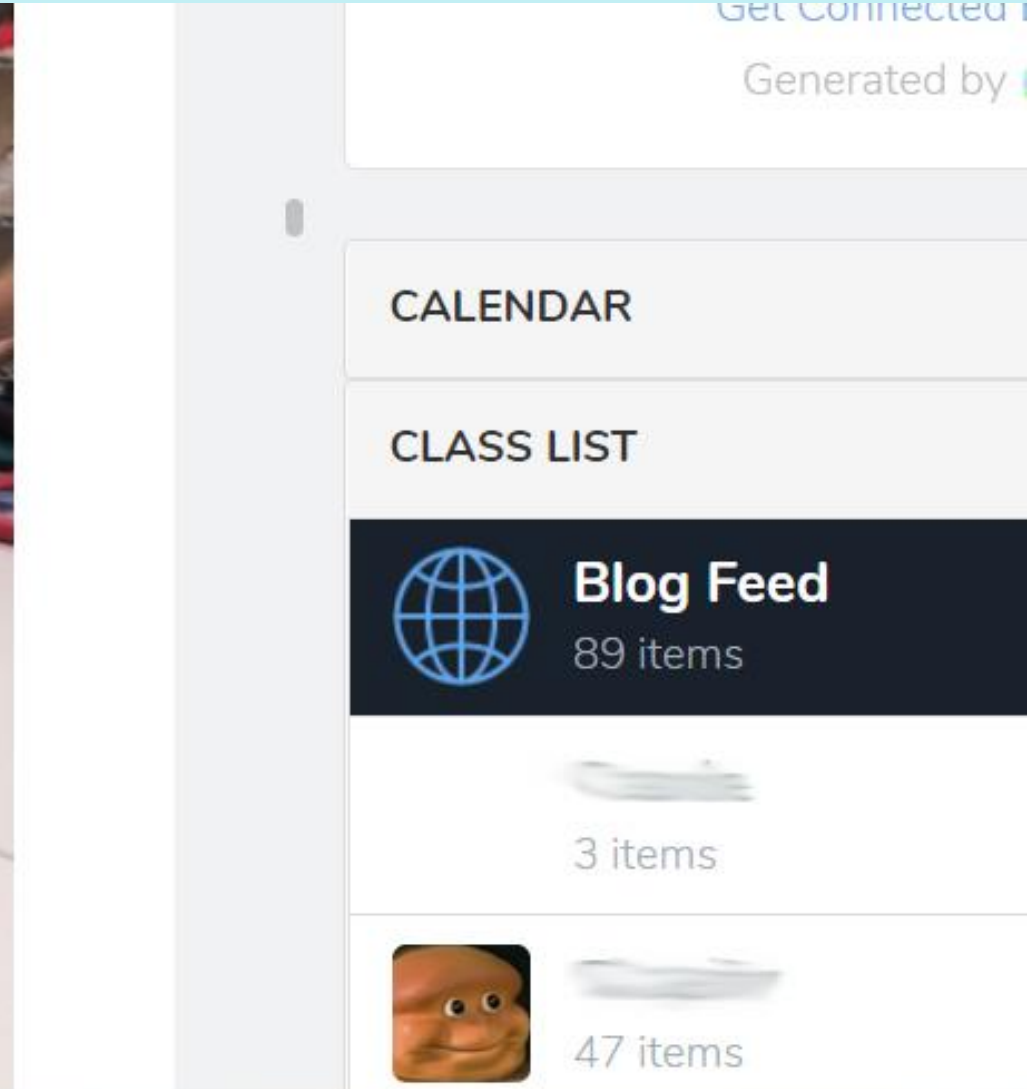 Get Connected
Generated by
CALENDAR
CLASS LIST
Blog Feed
89 items
3 items
47 items